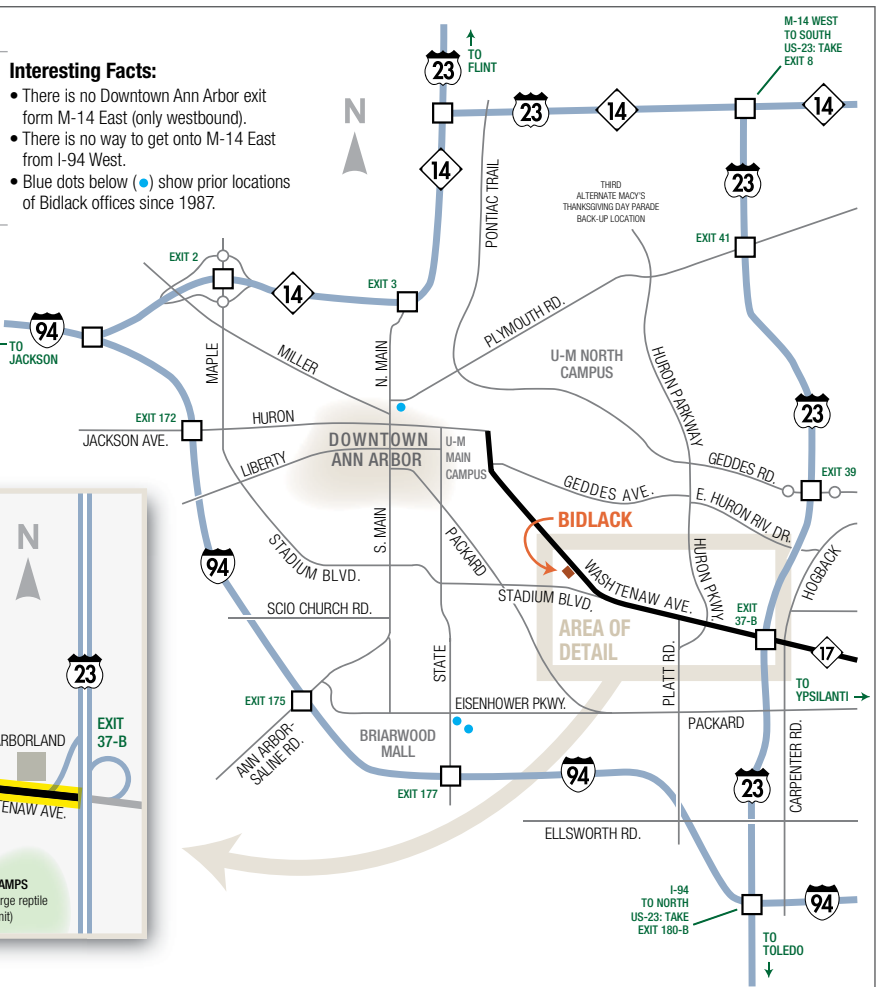 Interesting Facts:
• There is no Downtown Ann Arbor exit
form M-14 East (only westbound).
• There is no way to get onto M-14 East
from I-94 West.
• Blue dots below (●) show prior locations
of Bidlack offices since 1987.
N
23
TO
FLINT
M-14 WEST
TO SOUTH
US-23: TAKE
EXIT 8
23
14
14
14
PONTIAC TRAIL
THIRD
ALTERNATE MACY'S
THANKSGIVING DAY PARADE
BACK-UP LOCATION
23
EXIT 41
EXIT 2
14
EXIT 3
94
TO
JACKSON
MAPLE
MILLER
N. MAIN
PLYMOUTH RD.
U-M NORTH
CAMPUS
HURON PARKWAY
23
EXIT 172
HURON
JACKSON AVE.
DOWNTOWN
ANN ARBOR
U-M
MAIN
CAMPUS
LIBERTY
GEDDES RD.
EXIT 39
GEDDES AVE.
E. HURON RIV. DR.
BIDLACK
S. MAIN
PACKARD
HURON PKWY.
HOGBACK
94
STADIUM BLVD.
WASHTENAW AVE.
STADIUM BLVD.
SCIO CHURCH RD.
AREA OF
DETAIL
EXIT
37-B
17
STATE
PLATT RD.
TO
YPSILANTI
EXIT 175
EISENHOWER PKWY.
PACKARD
ANN ARBOR-
SALINE RD.
BRIARWOOD
MALL
CARPENTER RD.
EXIT 177
94
23
ELLSWORTH RD.
I-94
TO NORTH
US-23: TAKE
EXIT 180-B
94
TO
TOLEDO
N
23
RBORLAND
EXIT
37-B
TENAW AVE.
AMPS
rge reptile
nit)